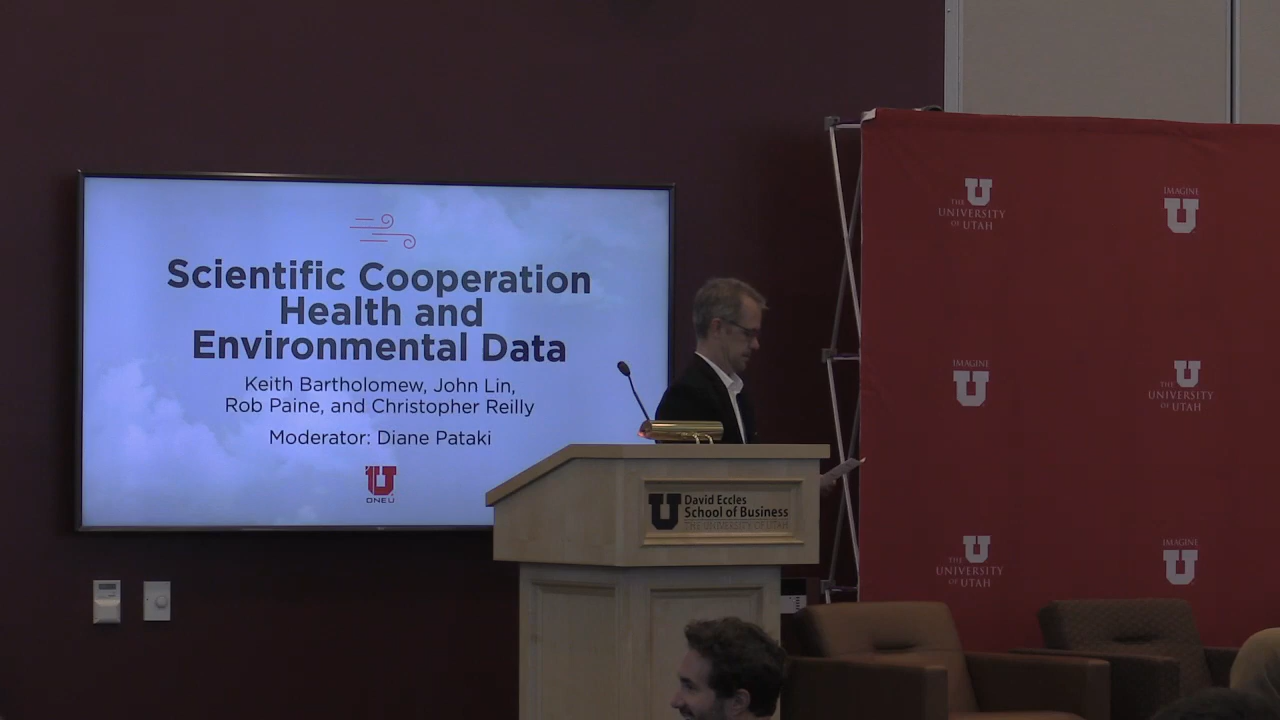 Scientific Cooperation
Health and
Environmental Data
Keith Bartholomew, John Lin,
Rob Paine, and Christopher Reilly
Moderator: Diane Pataki
U
ONE U
U
David Eccles
School of Business
THE UNIVERSITY OF UTAH
U
THE
UNIVERSITY
OF UTAH
IMAGINE
U
IMAGINE
U
U
THE
UNIVERSITY
OF UTAH
U
THE
UNIVERSITY
OF UTAH
IMAGINE
U